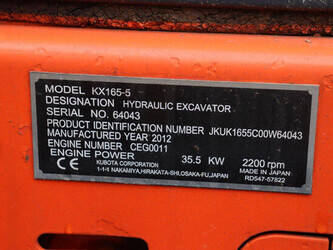 MODEL KX165-5
DESIGNATION HYDRAULIC EXCAVATOR
SERIAL NO. 64043
PRODUCT IDENTIFICATION NUMBER JKUK1655C00W64043
MANUFACTURED YEAR 2012
ENGINE NUMBER CEG0011
ENGINE POWER 35.5 KW 2200 rpm
CE KUBOTA CORPORATION MADE IN JAPAN
1-1-1 NAKAMIYA,HIRAKATA-SHI,OSAKA-FU,JAPAN RD547-57822